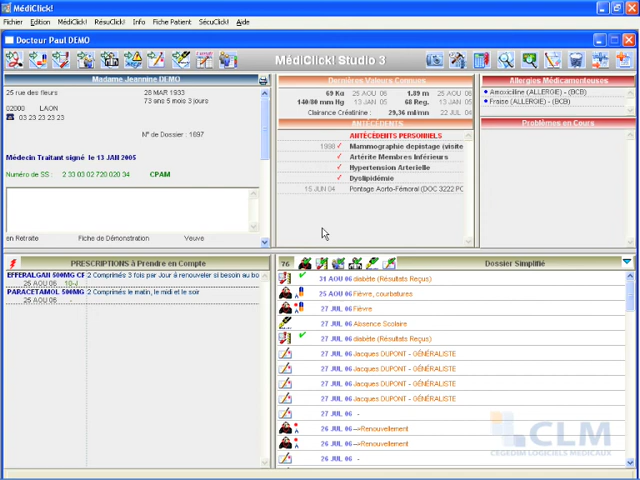 MédiClick!
Fichier Edition MédiClick! RésuClick! Info Fiche Patient SécuClick! Aide
Docteur Paul DEMO
MédiClick! Studio 3
Madame Jeannine DEMO
25 rue des fleurs 28 MAR 1933
73 ans 5 mois 3 jours
02000 LAON
23 23 23 23 23
N° de Dossier : 1697
Médecin Traitant signé le 13 JAN 2005
Numéro de SS : 2 33 03 02 720 020 34 CPAM
en Retraite Fiche de Démonstration Veuve
Dernières Valeurs Connues
69 Kg 25 AOU 06 1.89 m 25 AOU 06
140/80 mm Hg 13 JAN 05 68 Reg. 13 JAN 05
Clairance Créatinine : 29,36 ml/mn 22 JUL 04
ANTÉCÉDENTS
ANTÉCÉDENTS PERSONNELS
1998 Mammographie depistage (visite
Artérite Membres Inférieurs
Hypertension Arterielle
Dyslipidémie
15 JUN 04 Pontage Aorto-Fémoral (DOC 3222 PC
Allergies Médicamenteuses
Amoxiciline (ALLERGIE) - (BCB)
Fraise (ALLERGIE) - (BCB)
Problèmes en Cours
PRESCRIPTIONS à Prendre en Compte
EFFERALGAN 500MG CF 2 Comprimés 3 fois par Jour à renouveler si besoin au bo
25 AOU 06 10-J
PARACETAMOL 500MG 2 Comprimés le matin, le midi et le soir
25 AOU 06 -
76 Dossier Simplifié
31 AOU 06 diabète (Résultats Reçus)
25 AOU 06 Fièvre, courbatures
27 JUL 06 Fièvre
27 JUL 06 Absence Scolaire
27 JUL 06 diabète (Résultats Reçus)
27 JUL 06 Jacques DUPONT - GÉNÉRALISTE
27 JUL 06 Jacques DUPONT - GÉNÉRALISTE
27 JUL 06 Jacques DUPONT - GÉNÉRALISTE
27 JUL 06 Jacques DUPONT - GÉNÉRALISTE
27 JUL 06 -
26 JUL 06 -->Renouvellement
26 JUL 06 -->Renouvellement
26 JUL 06 -
CLM
CEGEDIM LOGICIELS MEDICAUX